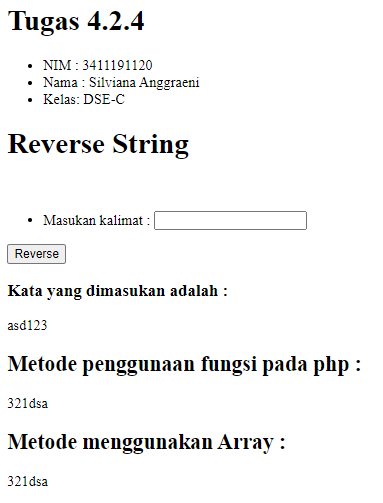 Tugas 4.2.4
NIM : 3411191120
Nama : Silviana Anggraeni
Kelas: DSE-C
Reverse String
Masukan kalimat :
Reverse
Kata yang dimasukan adalah :
asd123
Metode penggunaan fungsi pada php :
321dsa
Metode menggunakan Array :
321dsa